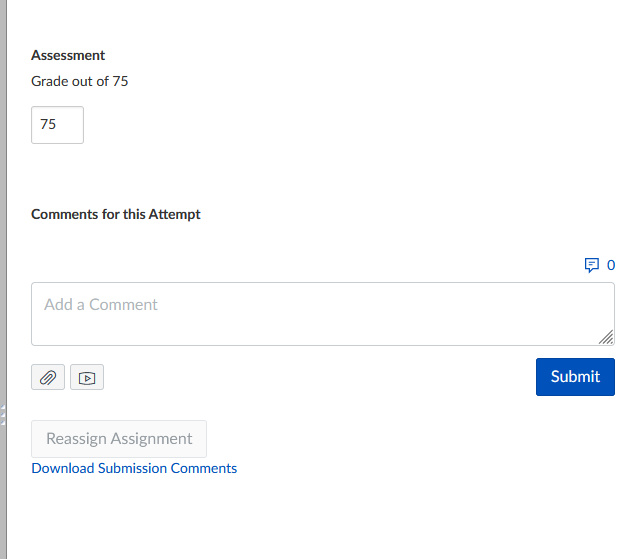 Assessment
Grade out of 75
75
Comments for this Attempt
0
Add a Comment
Submit
Reassign Assignment
Download Submission Comments